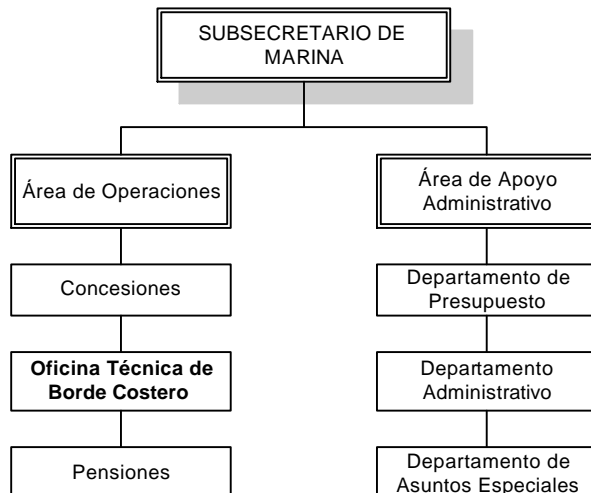 SUBSECRETARIO DE
MARINA
Área de Operaciones
Área de Apoyo
Administrativo
Concesiones
Departamento de
Presupuesto
Oficina Técnica de
Borde Costero
Departamento
Administrativo
Pensiones
Departamento de
Asuntos Especiales